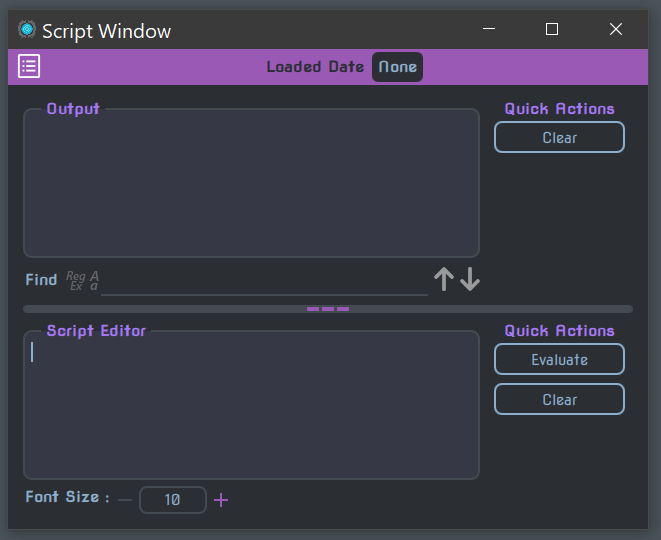 Script Window
Loaded Date None
Output
Quick Actions
Clear
Find Reg Ex Aa
Script Editor
Quick Actions
Evaluate
Clear
Font Size : − 10 +